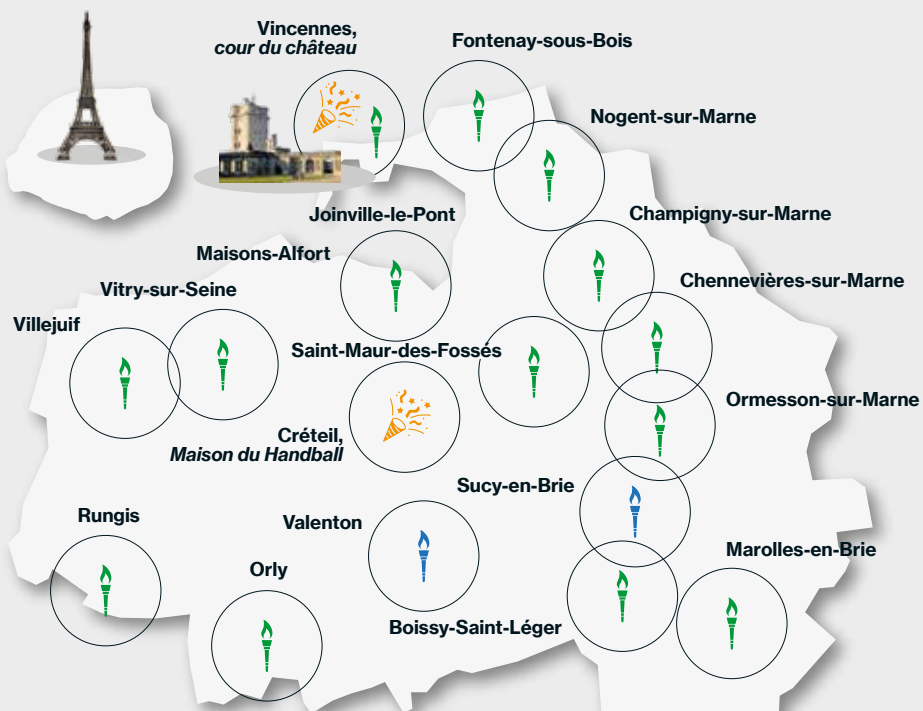 Vincennes,
cour du château
Fontenay-sous-Bois
Nogent-sur-Marne
Joinville-le-Pont
Champigny-sur-Marne
Maisons-Alfort
Chennevières-sur-Marne
Vitry-sur-Seine
Villejuif
Saint-Maur-des-Fossés
Ormesson-sur-Marne
Créteil,
Maison du Handball
Sucy-en-Brie
Rungis
Valenton
Marolles-en-Brie
Orly
Boissy-Saint-Léger